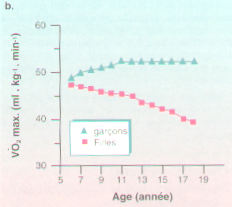 b.
60
50
40
30
V̇O₂ max. (ml . kg⁻¹ . min⁻¹)
garçons
Filles
5 7 9 11 13 15 17 19
Age (année)